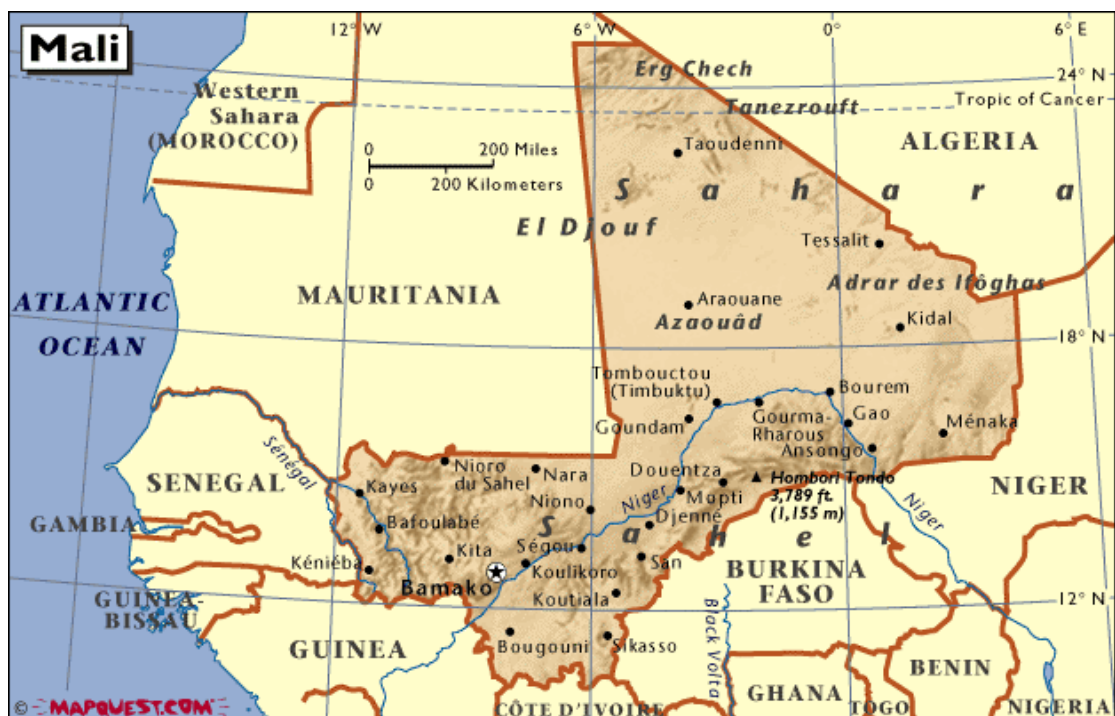 Mali
12° W
6° W
0°
6° E
Erg Chech
24° N
Western
Sahara
(MOROCCO)
Tanezrouft
Tropic of Cancer
0
200 Miles
0
200 Kilometers
Taoudenni
ALGERIA
Sahara
El Djouf
Tessalit
ATLANTIC
OCEAN
MAURITANIA
Adrar des Ifôghas
Araouane
Azaouâd
Kidal
18° N
Tombouctou
(Timbuktu)
Bourem
Goundam
Gourma-
Rharous
Gao
Ménaka
Ansongo
Sénégal
SENEGAL
Nioro
du Sahel
Nara
Douentza
Hombori Tondo
3,789 ft.
(1,155 m)
NIGER
Kayes
Niono
Niger
Mopti
Niger
GAMBIA
Bafoulabé
Sahel
Djenné
Kéniéba
Kita
Ségou
San
Bamako
Koulikoro
BURKINA
FASO
GUINEA
BISSAU
Koutiala
12° N
GUINEA
Bougouni
Sikasso
Black Volta
BENIN
GHANA
© MAPQUEST.COM
CÔTE D'IVOIRE
TOGO
NIGERIA